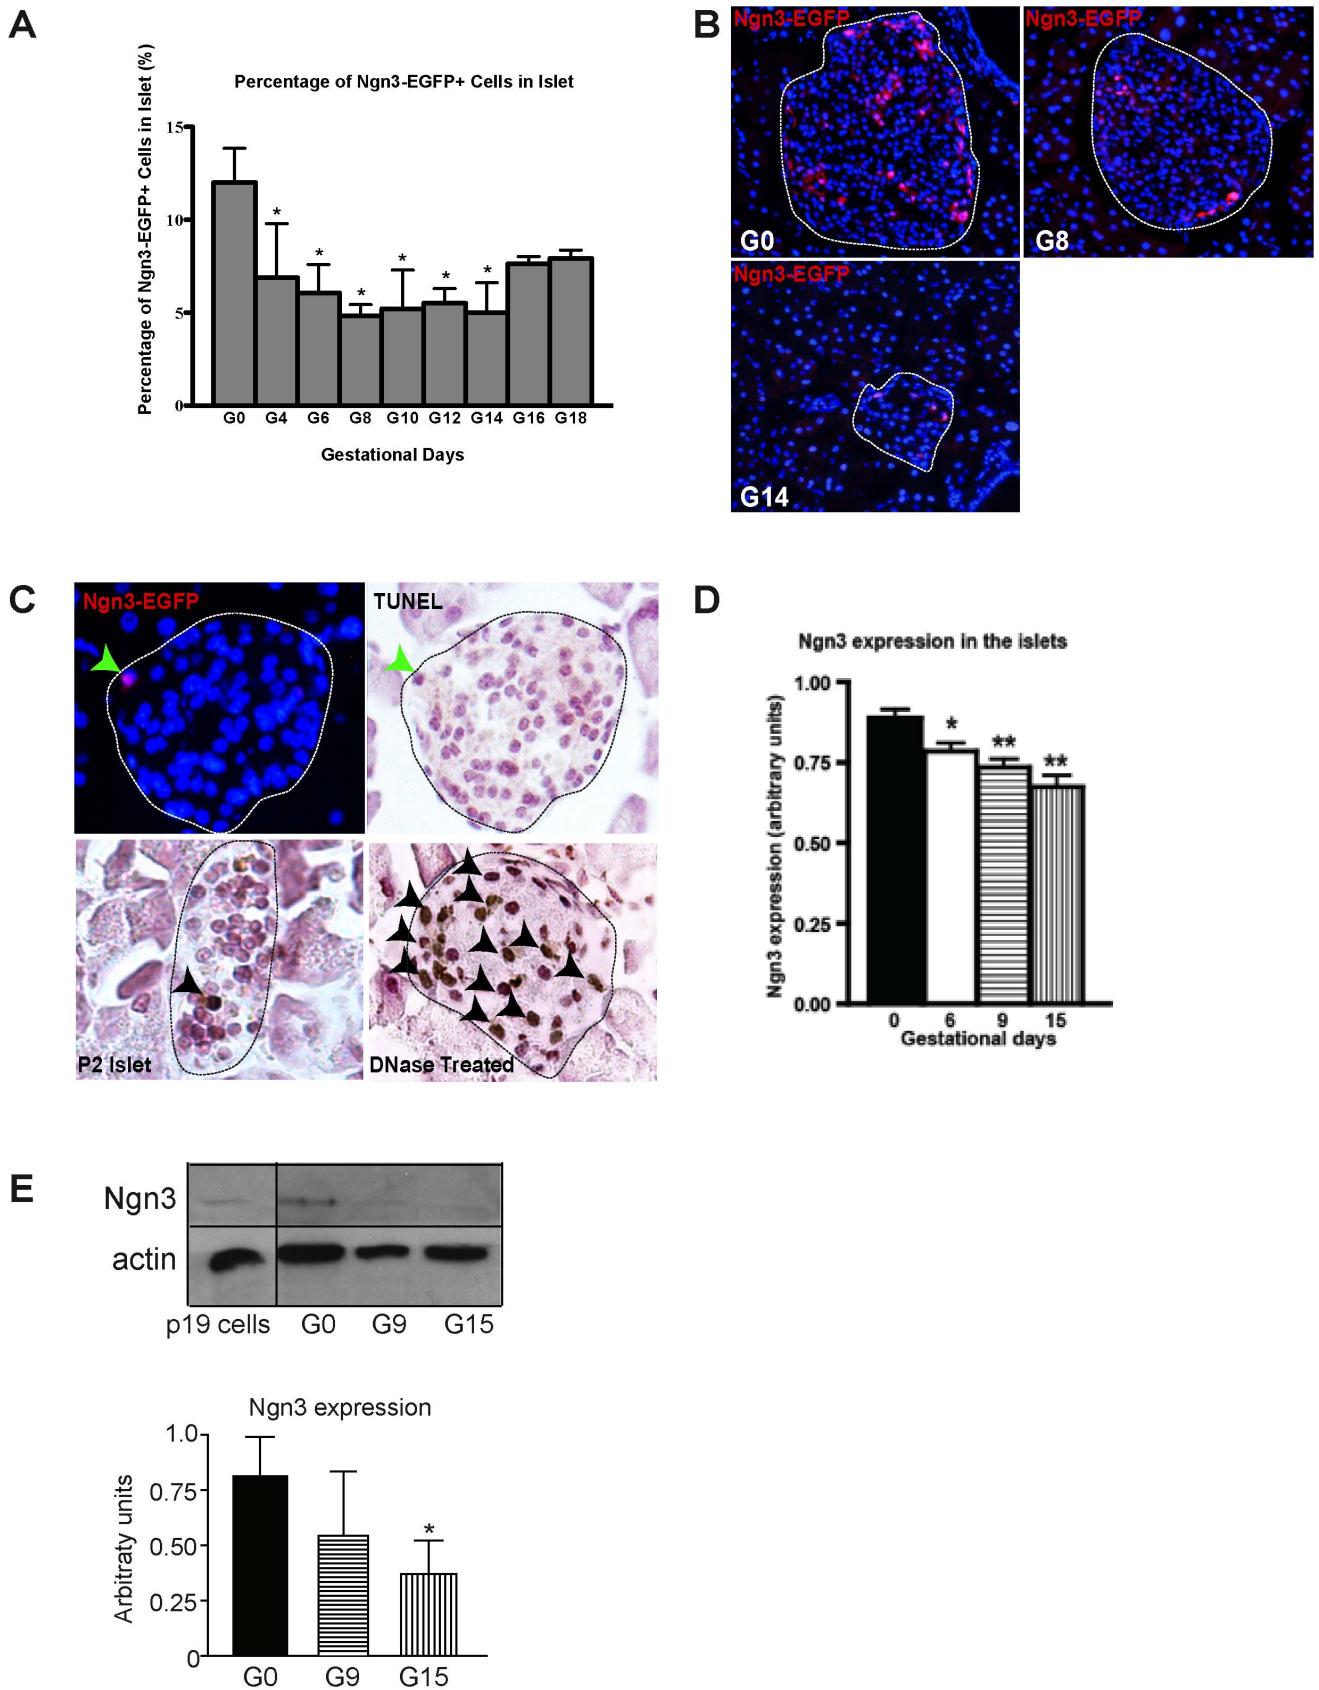 A
Percentage of Ngn3-EGFP+ Cells in Islet
Percentage of Ngn3-EGFP+ Cells in Islet (%)
15
10
5
0
* * * * * * *
G0 G4 G6 G8 G10 G12 G14 G16 G18
Gestational Days
B
Ngn3-EGFP
G0
Ngn3-EGFP
G8
Ngn3-EGFP
G14
C
Ngn3-EGFP
TUNEL
P2 Islet
DNase Treated
D
Ngn3 expression in the islets
Ngn3 expression (arbitrary units)
1.00
0.75
0.50
0.25
0.00
* ** **
0 6 9 15
Gestational days
E
Ngn3
actin
p19 cells G0 G9 G15
Ngn3 expression
Arbitraty units
1.0
0.75
0.50
0.25
0
*
G0 G9 G15